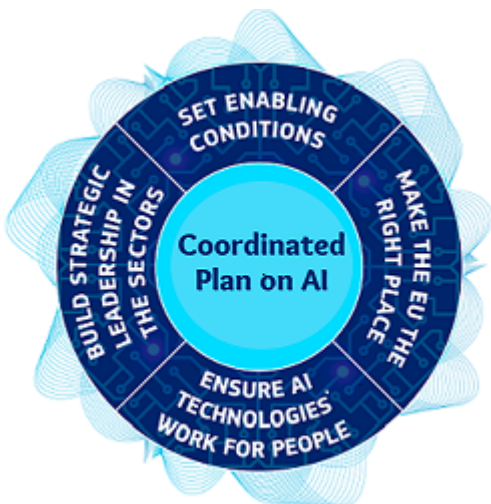 SET ENABLING
CONDITIONS
MAKE THE EU THE
RIGHT PLACE
ENSURE AI
TECHNOLOGIES
WORK FOR PEOPLE
BUILD STRATEGIC
LEADERSHIP IN
THE SECTORS
Coordinated
Plan on AI